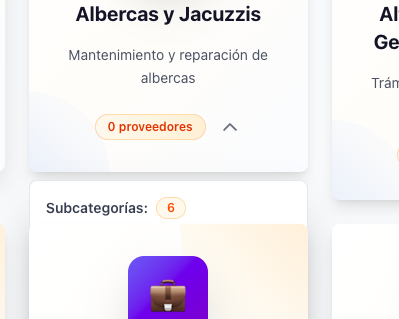 Albercas y Jacuzzis
Mantenimiento y reparación de
albercas
0 proveedores
Subcategorías: 6
Al
Ge
Trám